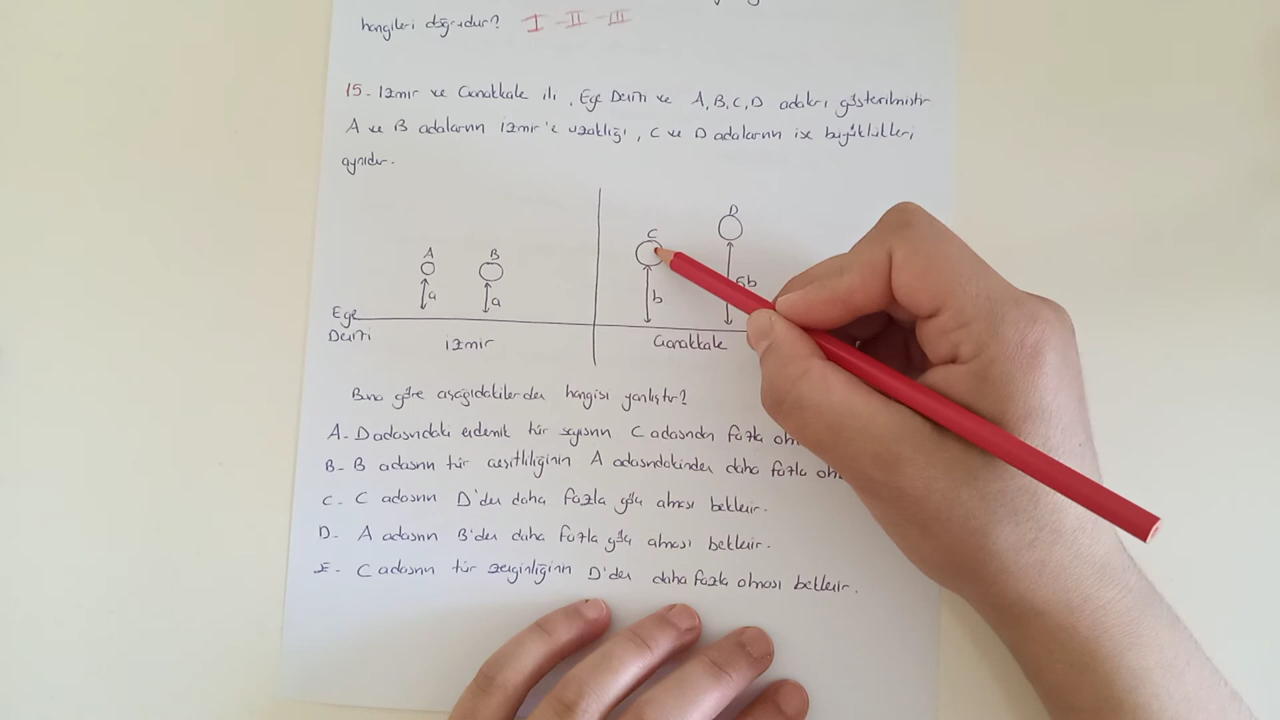 hangileri doğrudur? I - II - III
15- İzmir ve Çanakkale ili, Ege Denizi ve A, B, C, D adaları gösterilmiştir
A ve B adalarının İzmir'e uzaklığı, C ve D adalarının ise büyüklükleri
aynıdır.
A B C D
a a b 5b
Ege
Denizi
İzmir Çanakkale
Buna göre aşağıdakilerden hangisi yanlıştır?
A- D adasındaki endemik tür sayısının C adasından fazla
B- B adasının tür çeşitliliğinin A adasındakinden daha fazla
C- C adasının D'den daha fazla göç alması beklenir.
D- A adasının B'den daha fazla göç alması beklenir.
E- C adasının tür zenginliğinin D'den daha fazla olması beklenir.